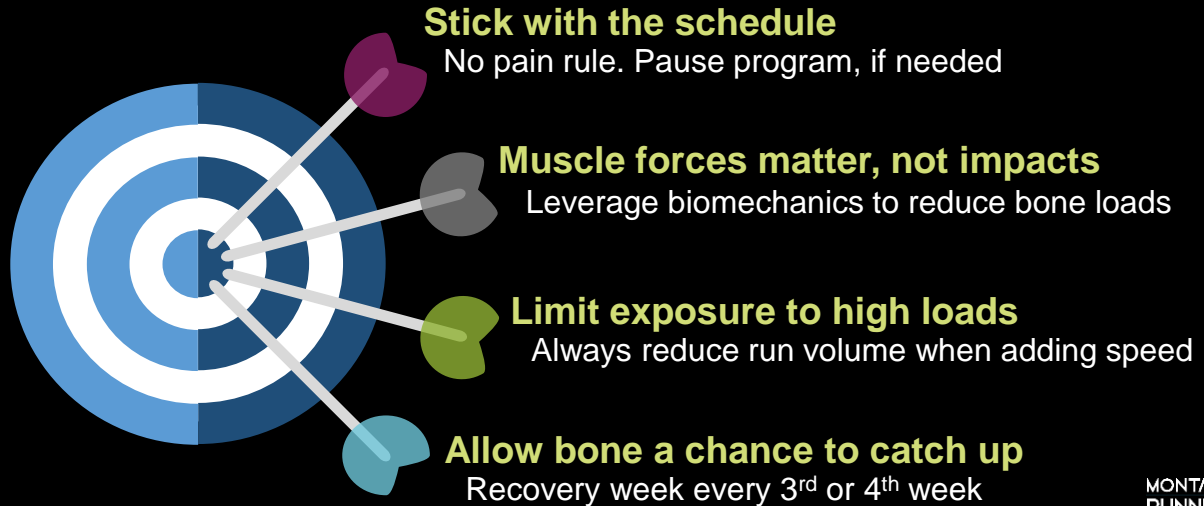 Stick with the schedule
No pain rule. Pause program, if needed
Muscle forces matter, not impacts
Leverage biomechanics to reduce bone loads
Limit exposure to high loads
Always reduce run volume when adding speed
Allow bone a chance to catch up
Recovery week every 3rd or 4th week